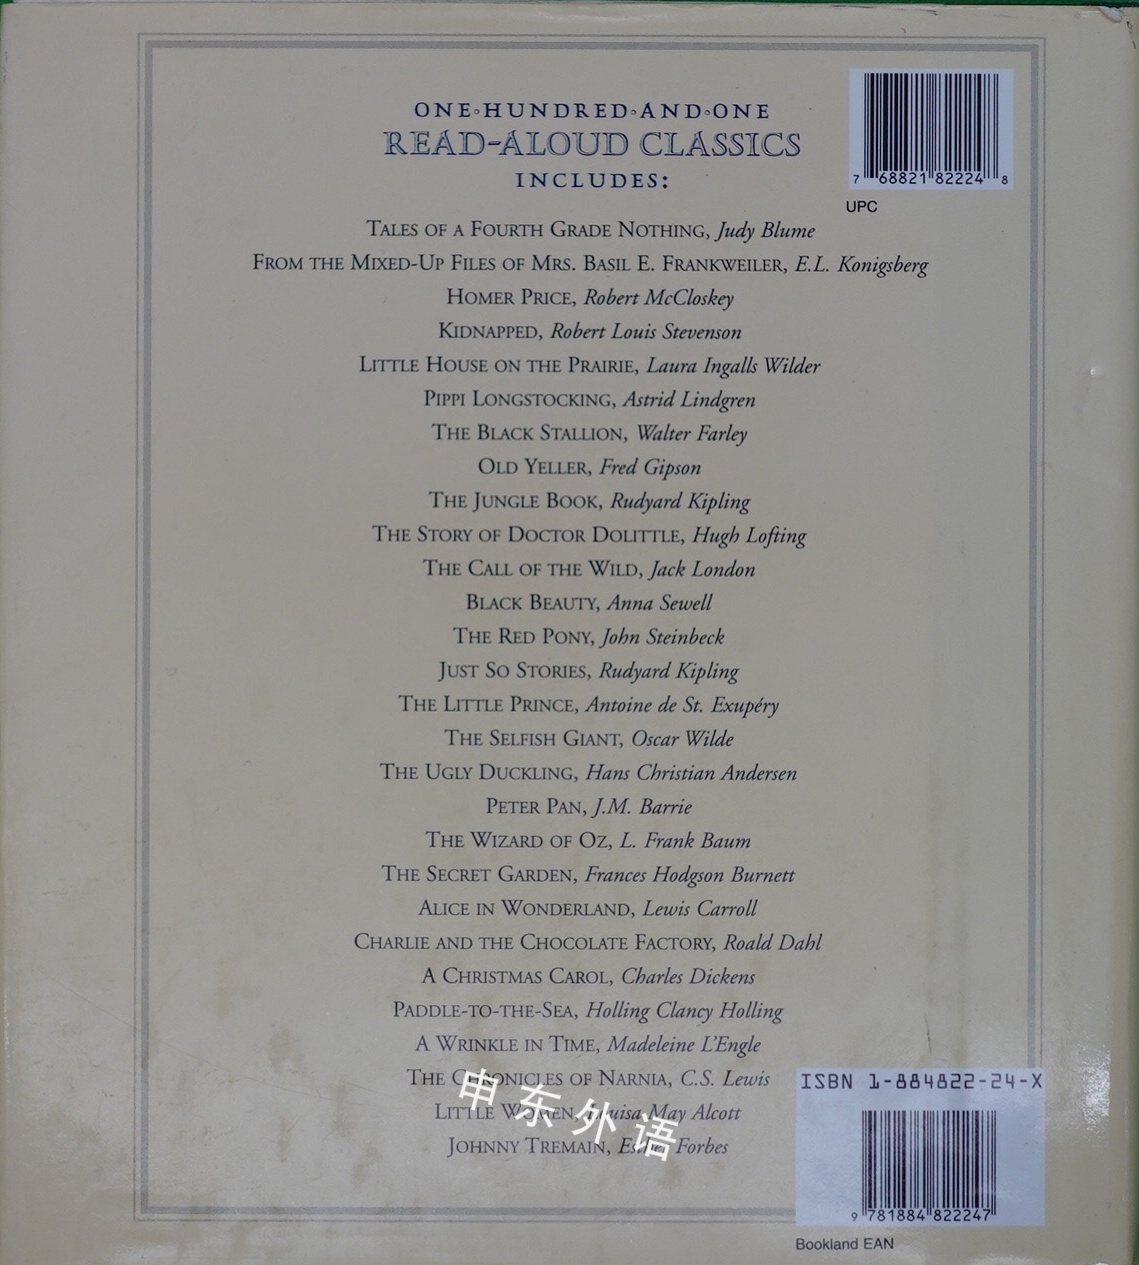 ONE·HUNDRED·AND·ONE
READ-ALOUD CLASSICS
INCLUDES:
7 68821 82224 8
UPC
TALES OF A FOURTH GRADE NOTHING, Judy Blume
FROM THE MIXED-UP FILES OF MRS. BASIL E. FRANKWEILER, E.L. Konigsberg
HOMER PRICE, Robert McCloskey
KIDNAPPED, Robert Louis Stevenson
LITTLE HOUSE ON THE PRAIRIE, Laura Ingalls Wilder
PIPPI LONGSTOCKING, Astrid Lindgren
THE BLACK STALLION, Walter Farley
OLD YELLER, Fred Gipson
THE JUNGLE BOOK, Rudyard Kipling
THE STORY OF DOCTOR DOLITTLE, Hugh Lofting
THE CALL OF THE WILD, Jack London
BLACK BEAUTY, Anna Sewell
THE RED PONY, John Steinbeck
JUST SO STORIES, Rudyard Kipling
THE LITTLE PRINCE, Antoine de St. Exupéry
THE SELFISH GIANT, Oscar Wilde
THE UGLY DUCKLING, Hans Christian Andersen
PETER PAN, J.M. Barrie
THE WIZARD OF OZ, L. Frank Baum
THE SECRET GARDEN, Frances Hodgson Burnett
ALICE IN WONDERLAND, Lewis Carroll
CHARLIE AND THE CHOCOLATE FACTORY, Roald Dahl
A CHRISTMAS CAROL, Charles Dickens
PADDLE-TO-THE-SEA, Holling Clancy Holling
A WRINKLE IN TIME, Madeleine L'Engle
THE CHRONICLES OF NARNIA, C.S. Lewis
LITTLE WOMEN, Louisa May Alcott
JOHNNY TREMAIN, Esther Forbes
申东外语
ISBN 1-884822-24-X
9 781884 822247
Bookland EAN